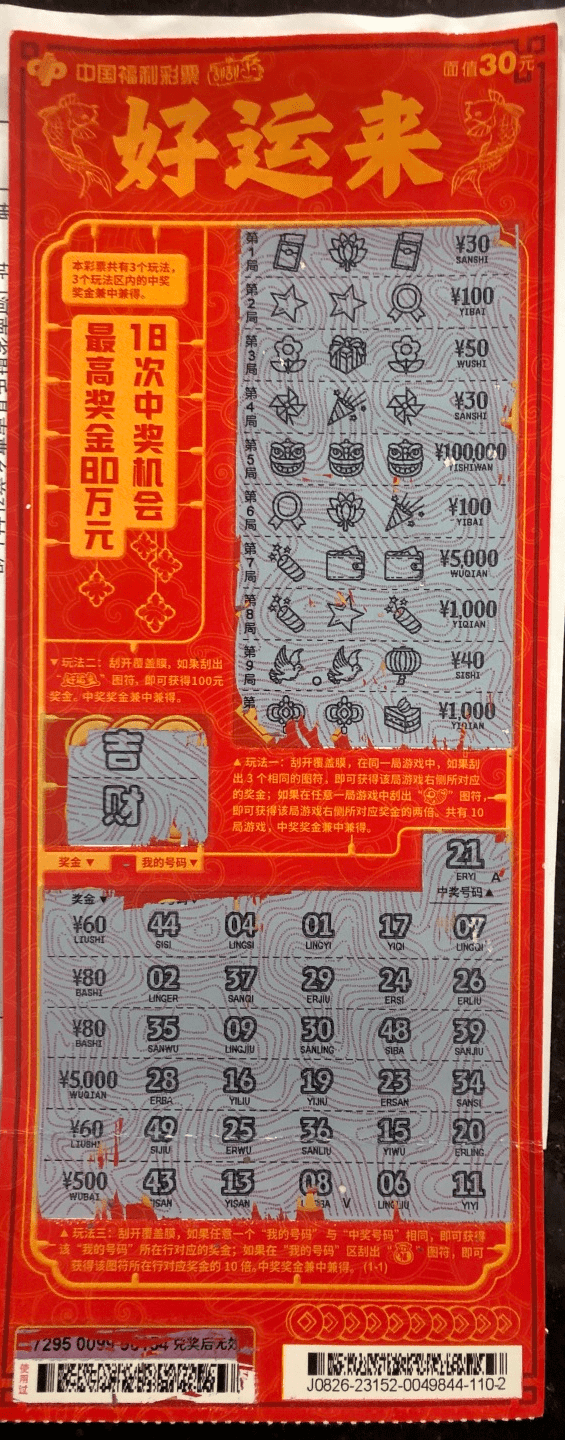 中国福利彩票 刮刮乐
面值30元
好运来
本彩票共有3个玩法,
3个玩法区内的中奖
奖金兼中兼得。
18次中奖机会
最高奖金80万元
第1局 ¥30
SANSHI
第2局 ¥100
YIBAI
第3局 ¥50
WUSHI
第4局 ¥30
SANSHI
第5局 ¥100,000
YISHIWAN
第6局 ¥100
YIBAI
第7局 ¥5,000
WUQIAN
第8局 ¥1,000
YIQIAN
第9局 ¥40
SISHI
第 ¥1,000
YIQIAN
▼玩法二:刮开覆盖膜,如果刮出
“好运来”图符,即可获得100元
奖金。中奖奖金兼中兼得。
吉
财
▲玩法一:刮开覆盖膜,在同一局游戏中,如果刮
出3个相同的图符,即可获得该局游戏右侧所对应
的奖金;如果在任意一局游戏中刮出“”图符,
即可获得该局游戏右侧所对应奖金的两倍。共有 10
局游戏,中奖奖金兼中兼得。
奖金▼ 我的号码▼
21
ERYI A
中奖号码▲
奖金▼
¥60 44 04 01 17 07
LIUSHI SISI LINGSI LINGYI YIQI LINGQI
¥80 02 37 29 24 26
BASHI LINGER SANQI ERJIU ERSI ERLIU
¥80 35 09 30 48 39
BASHI SANWU LINGJIU SANLING SIBA SANJIU
¥5,000 28 16 19 23 34
WUQIAN ERBA YILIU YIJIU ERSAN SANSI
¥60 49 25 36 15 20
LIUSHI SIJIU ERWU SANLIU YIWU ERLING
¥500 43 13 08 06 11
WUBAI YISAN YIYI
▲玩法三:刮开覆盖膜,如果任意一个“我的号码”与“中奖号码”相同,即可获得
该“我的号码”所在行对应的奖金;如果在“我的号码”区刮出“”图符,即可
获得该图符所在行对应奖金的 10 倍。中奖奖金兼中兼得。(1-1)
7295 0099 兑奖后无效
使用过
J0826-23152-0049844-110-2